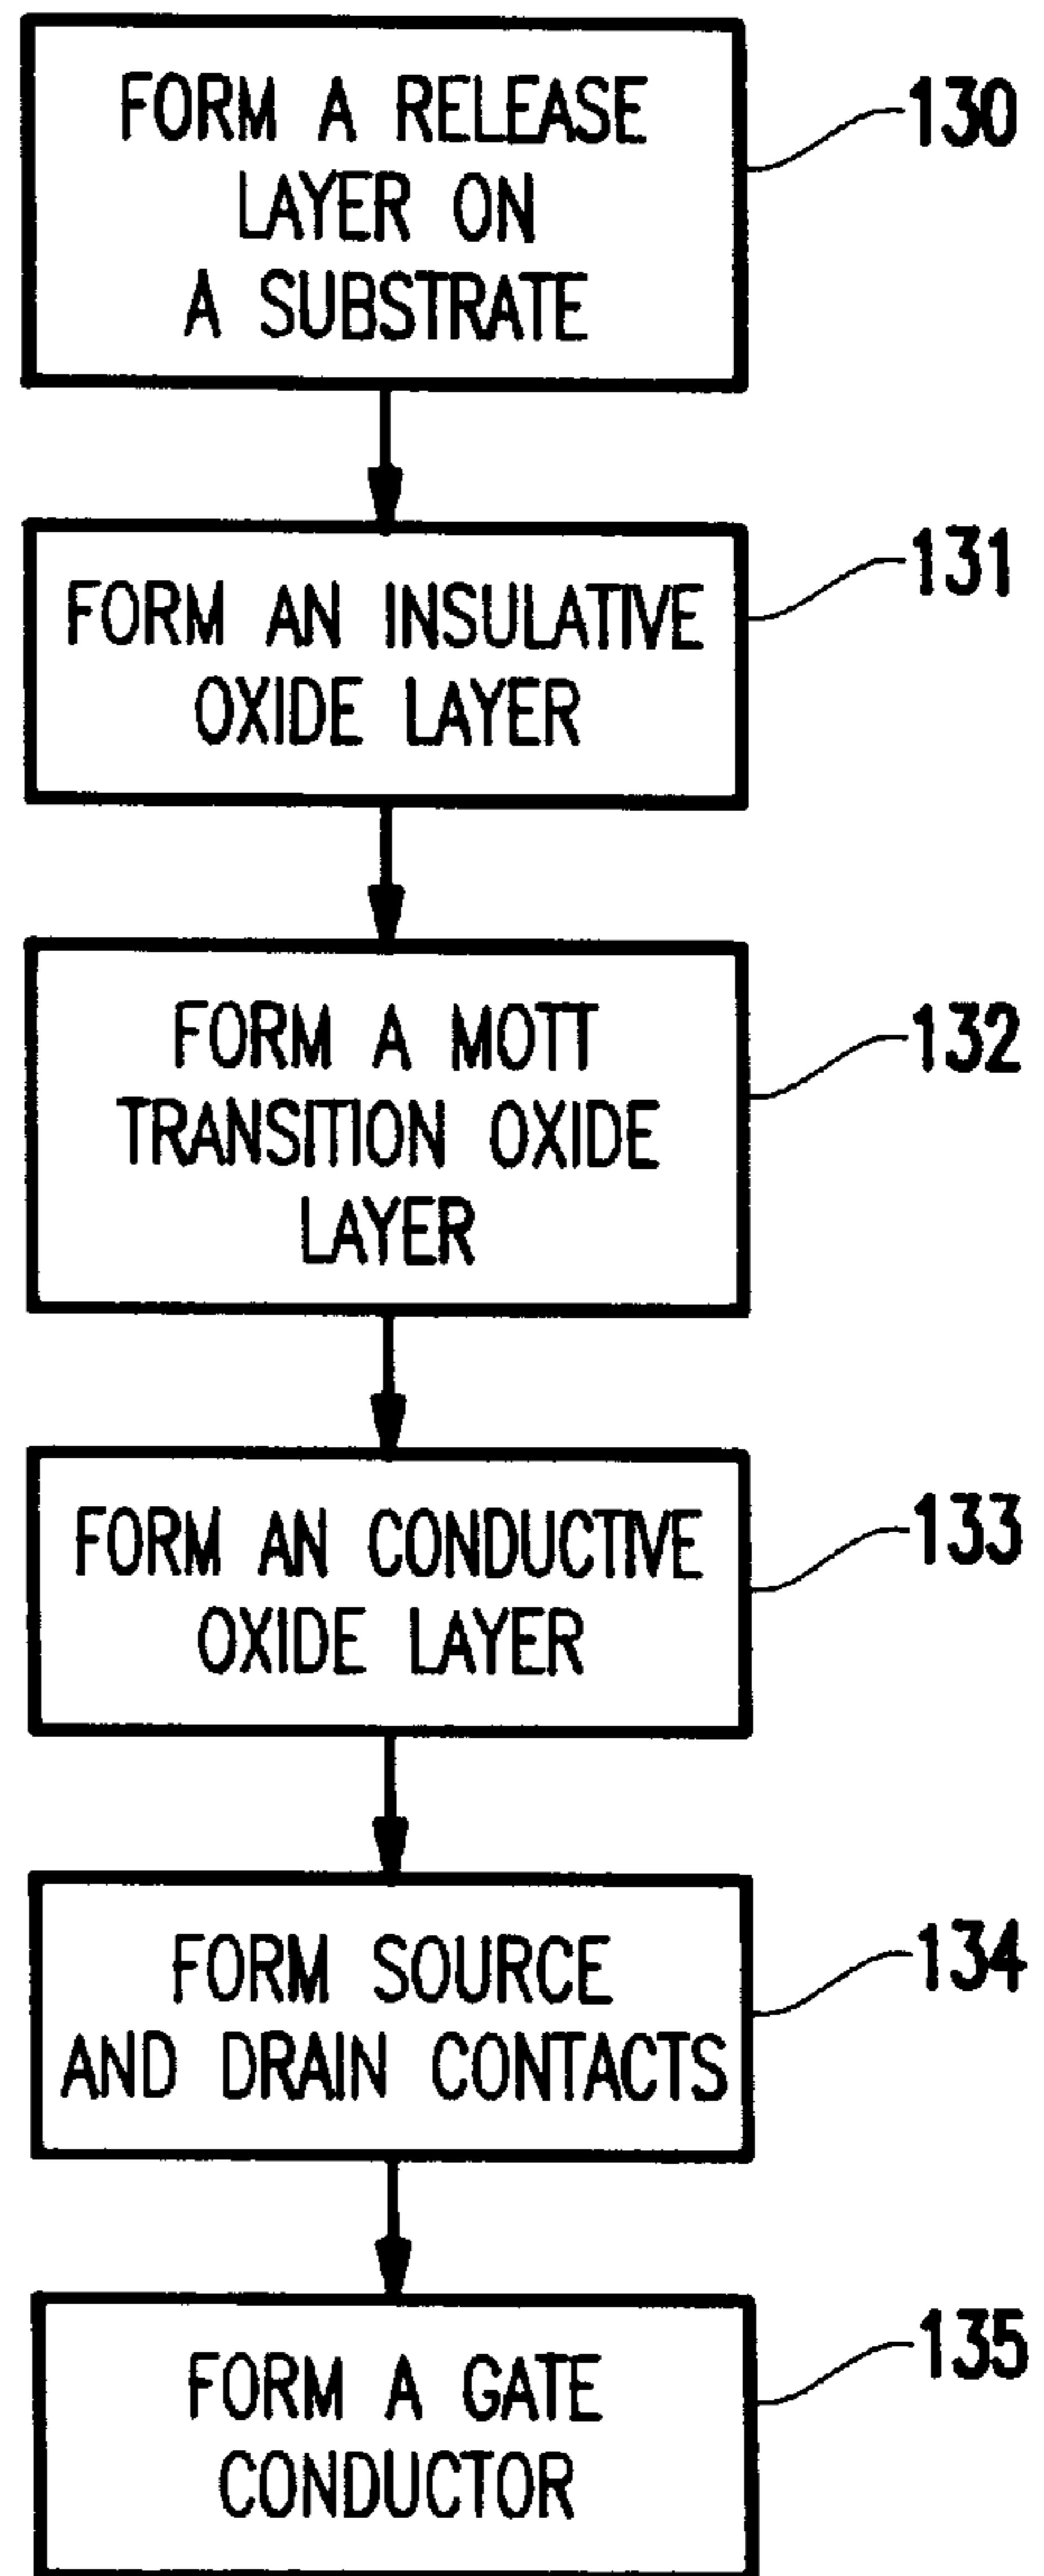 FORM A RELEASE
LAYER ON
A SUBSTRATE
130
FORM AN INSULATIVE
OXIDE LAYER
131
FORM A MOTT
TRANSITION OXIDE
LAYER
132
FORM AN CONDUCTIVE
OXIDE LAYER
133
FORM SOURCE
AND DRAIN CONTACTS
134
FORM A GATE
CONDUCTOR
135